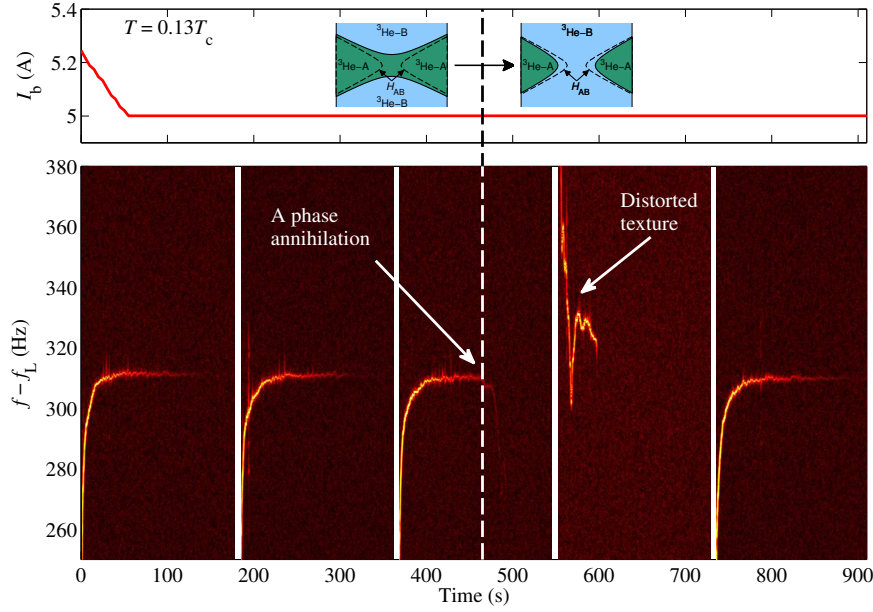 5.4
5.2
5
I_b (A)
T = 0.13T_c
³He−B
³He−A
³He−A
H_AB
³He−B
³He−B
³He−A
³He−A
H_AB
380
360
340
320
300
280
260
f − f_L (Hz)
A phase
annihilation
Distorted
texture
0
100
200
300
400
500
600
700
800
900
Time (s)